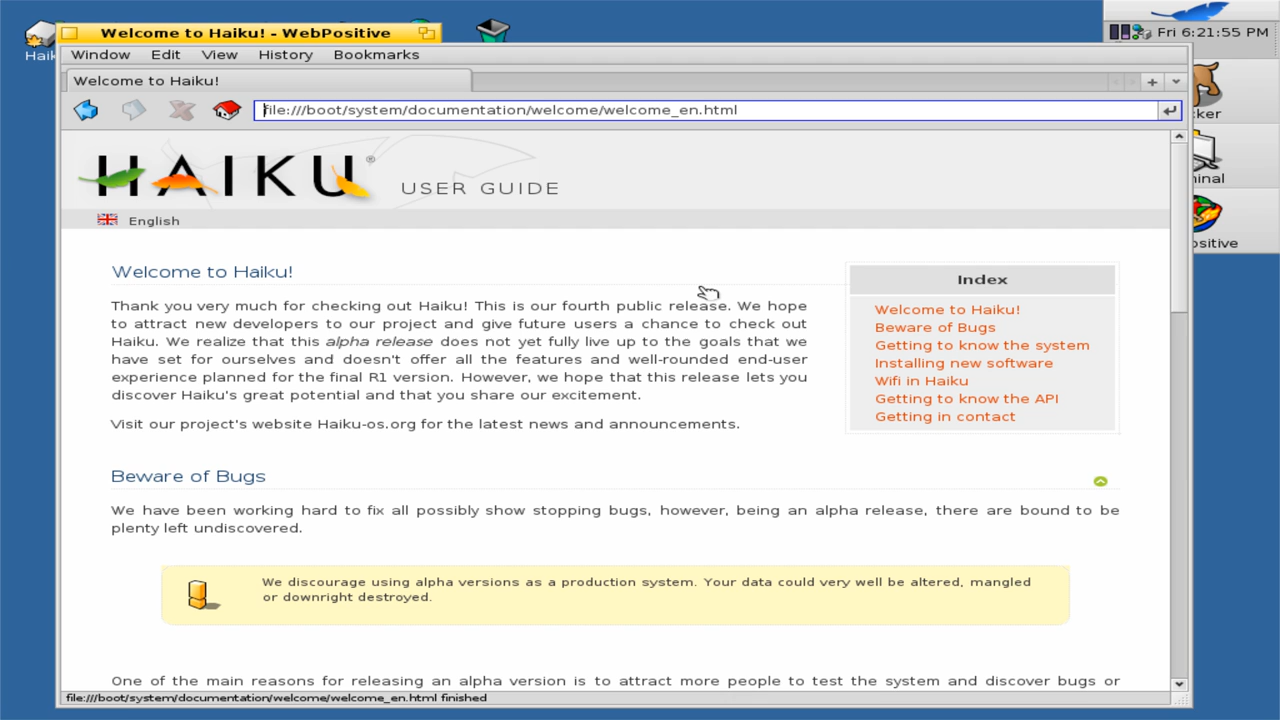 Welcome to Haiku! - WebPositive
Fri 6:21:55 PM
Haik
Window Edit View History Bookmarks
Welcome to Haiku!
file:///boot/system/documentation/welcome/welcome_en.html
cker
HAIKU® USER GUIDE
minal
English
ositive
Welcome to Haiku!
Thank you very much for checking out Haiku! This is our fourth public release. We hope
to attract new developers to our project and give future users a chance to check out
Haiku. We realize that this alpha release does not yet fully live up to the goals that we
have set for ourselves and doesn't offer all the features and well-rounded end-user
experience planned for the final R1 version. However, we hope that this release lets you
discover Haiku's great potential and that you share our excitement.
Visit our project's website Haiku-os.org for the latest news and announcements.
Index
Welcome to Haiku!
Beware of Bugs
Getting to know the system
Installing new software
Wifi in Haiku
Getting to know the API
Getting in contact
Beware of Bugs
We have been working hard to fix all possibly show stopping bugs, however, being an alpha release, there are bound to be
plenty left undiscovered.
We discourage using alpha versions as a production system. Your data could very well be altered, mangled
or downright destroyed.
One of the main reasons for releasing an alpha version is to attract more people to test the system and discover bugs or
file:///boot/system/documentation/welcome/welcome_en.html finished